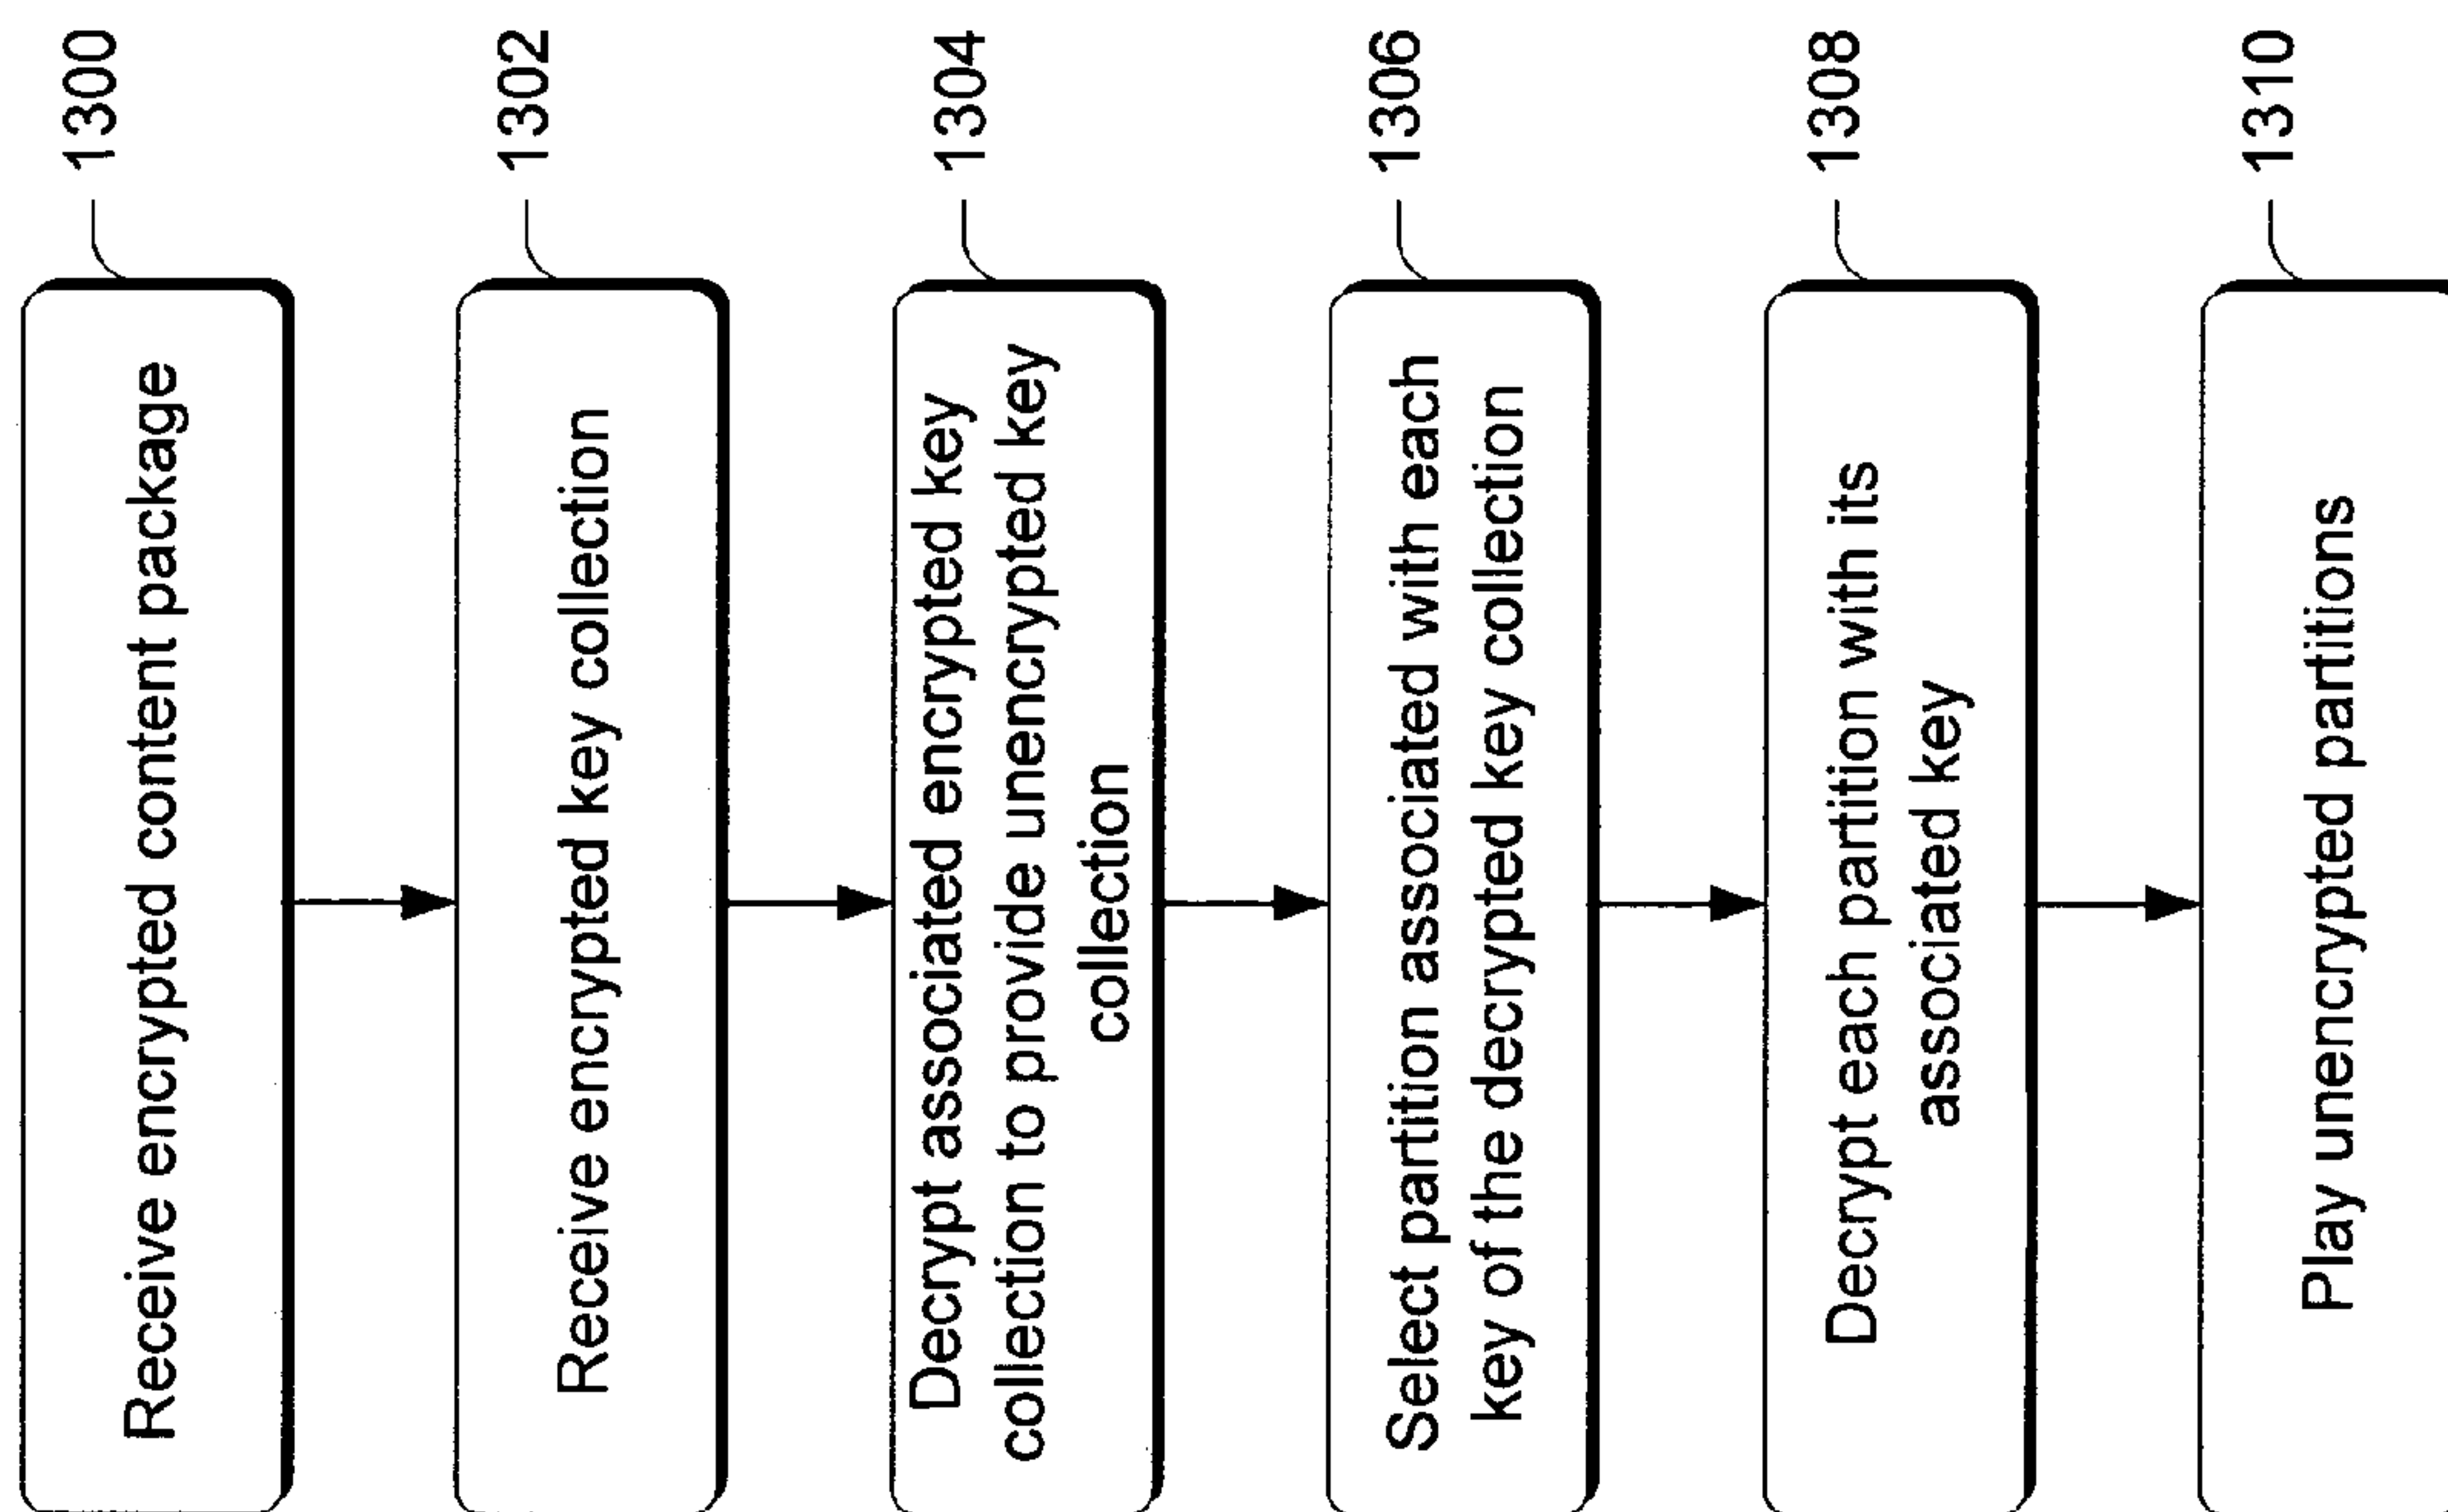 1300
Receive encrypted content package
1302
Receive encrypted key collection
1304
Decrypt associated encrypted key
collection to provide unencrypted key
collection
1306
Select partition associated with each
key of the decrypted key collection
1308
Decrypt each partition with its
associated key
1310
Play unencrypted partitions